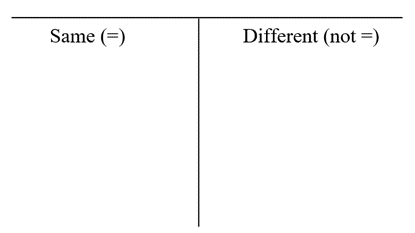 Same (=) Different (not =)